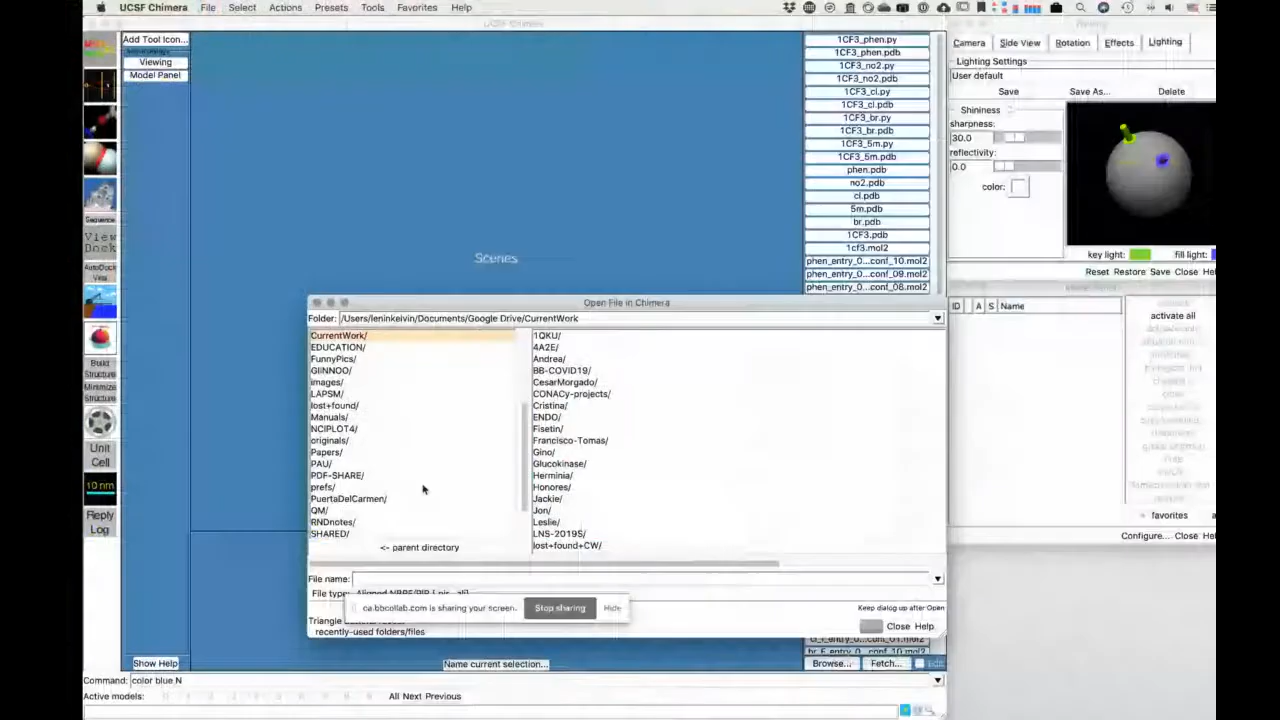 UCSF Chimera File Select Actions Presets Tools Favorites Help
UCSF Chimera
Add Tool Icon...
Viewing
Model Panel
Sequence
View
Dock
AutoDock
Vina
Build
Structure
Minimize
Structure
Unit
Cell
10 nm
Reply
Log
Scenes
1CF3_phen.py
1CF3_phen.pdb
1CF3_no2.py
1CF3_no2.pdb
1CF3_cl.py
1CF3_cl.pdb
1CF3_br.py
1CF3_br.pdb
1CF3_5m.py
1CF3_5m.pdb
phen.pdb
no2.pdb
cl.pdb
5m.pdb
br.pdb
1CF3.pdb
1cf3.mol2
phen_entry_0...conf_10.mol2
phen_entry_0...conf_09.mol2
phen_entry_0...conf_08.mol2
Camera Side View Rotation Effects Lighting
Lighting Settings
User default
Save Save As... Delete
Shininess
sharpness:
30.0
reflectivity:
0.0
color:
key light: fill light:
Reset Restore Save Close Hel
ID A S Name
activate all
favorites a
Configure... Close Hel
Open File in Chimera
Folder: /Users/leninkelvin/Documents/Google Drive/CurrentWork
CurrentWork/
EDUCATION/
FunnyPics/
GIINNOO/
images/
LAPSM/
lost+found/
Manuals/
NCIPLOT4/
originals/
Papers/
PAU/
PDF-SHARE/
prefs/
PuertaDelCarmen/
QM/
RNDnotes/
SHARED/
<- parent directory
1QKU/
4A2E/
Andrea/
BB-COVID19/
CesarMorgado/
CONACy-projects/
Cristina/
ENDO/
Fisetin/
Francisco-Tomas/
Gino/
Glucokinase/
Herminia/
Honores/
Jackie/
Jon/
Leslie/
LNS-2019S/
lost+found+CW/
File name:
File type:
ca.bbcollab.com is sharing your screen. Stop sharing Hide
Keep dialog up after Open
Triangle
recently-used folders/files
Close Help
Browse... Fetch...
Show Help
Name current selection...
Command: color blue N
Active models: All Next Previous